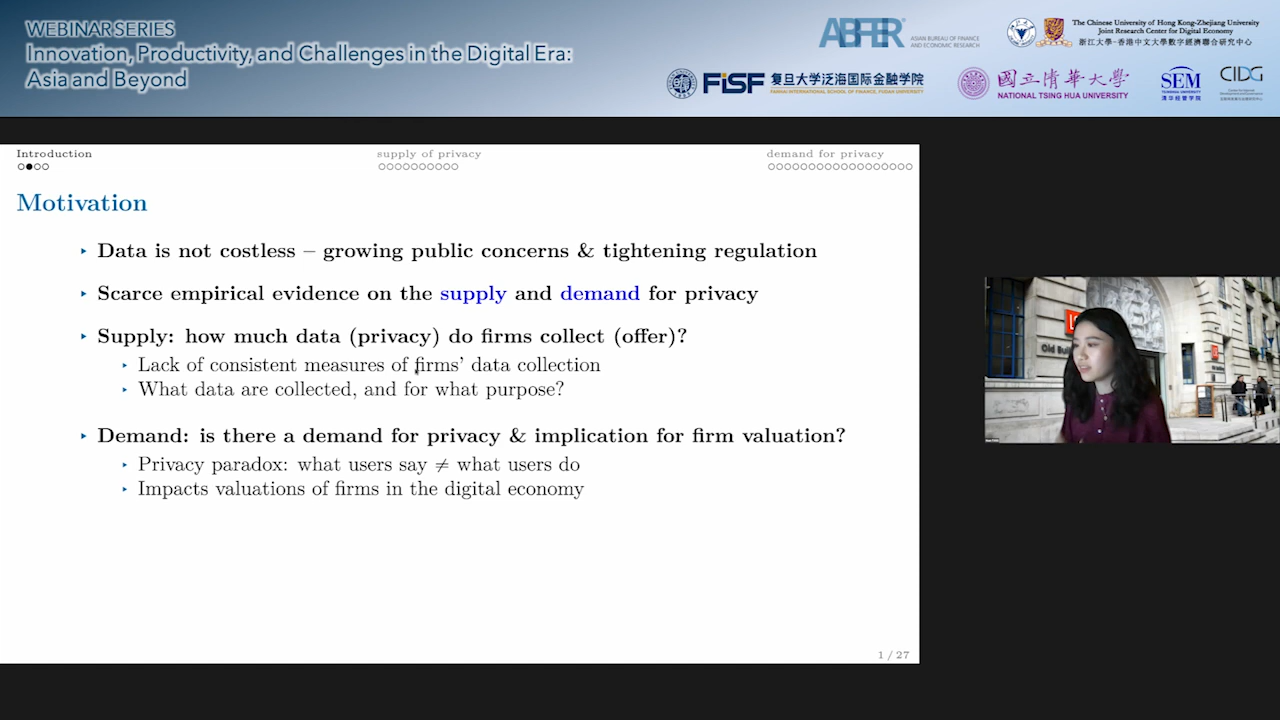 WEBINAR SERIES
Innovation, Productivity, and Challenges in the Digital Era:
Asia and Beyond
ABFER
ASIAN BUREAU OF FINANCE
AND ECONOMIC RESEARCH
The Chinese University of Hong Kong-Zhejiang University
Joint Research Center for Digital Economy
浙江大學-香港中文大學數字經濟聯合研究中心
FISF 复旦大学泛海国际金融学院
FANHAI INTERNATIONAL SCHOOL OF FINANCE, FUDAN UNIVERSITY
國立清華大學
NATIONAL TSING HUA UNIVERSITY
SEM
TSINGHUA UNIVERSITY
清华经管学院
CIDG
Introduction
supply of privacy
demand for privacy
Motivation
‣ Data is not costless – growing public concerns & tightening regulation
‣ Scarce empirical evidence on the supply and demand for privacy
‣ Supply: how much data (privacy) do firms collect (offer)?
‣ Lack of consistent measures of firms' data collection
‣ What data are collected, and for what purpose?
‣ Demand: is there a demand for privacy & implication for firm valuation?
‣ Privacy paradox: what users say ≠ what users do
‣ Impacts valuations of firms in the digital economy
1 / 27